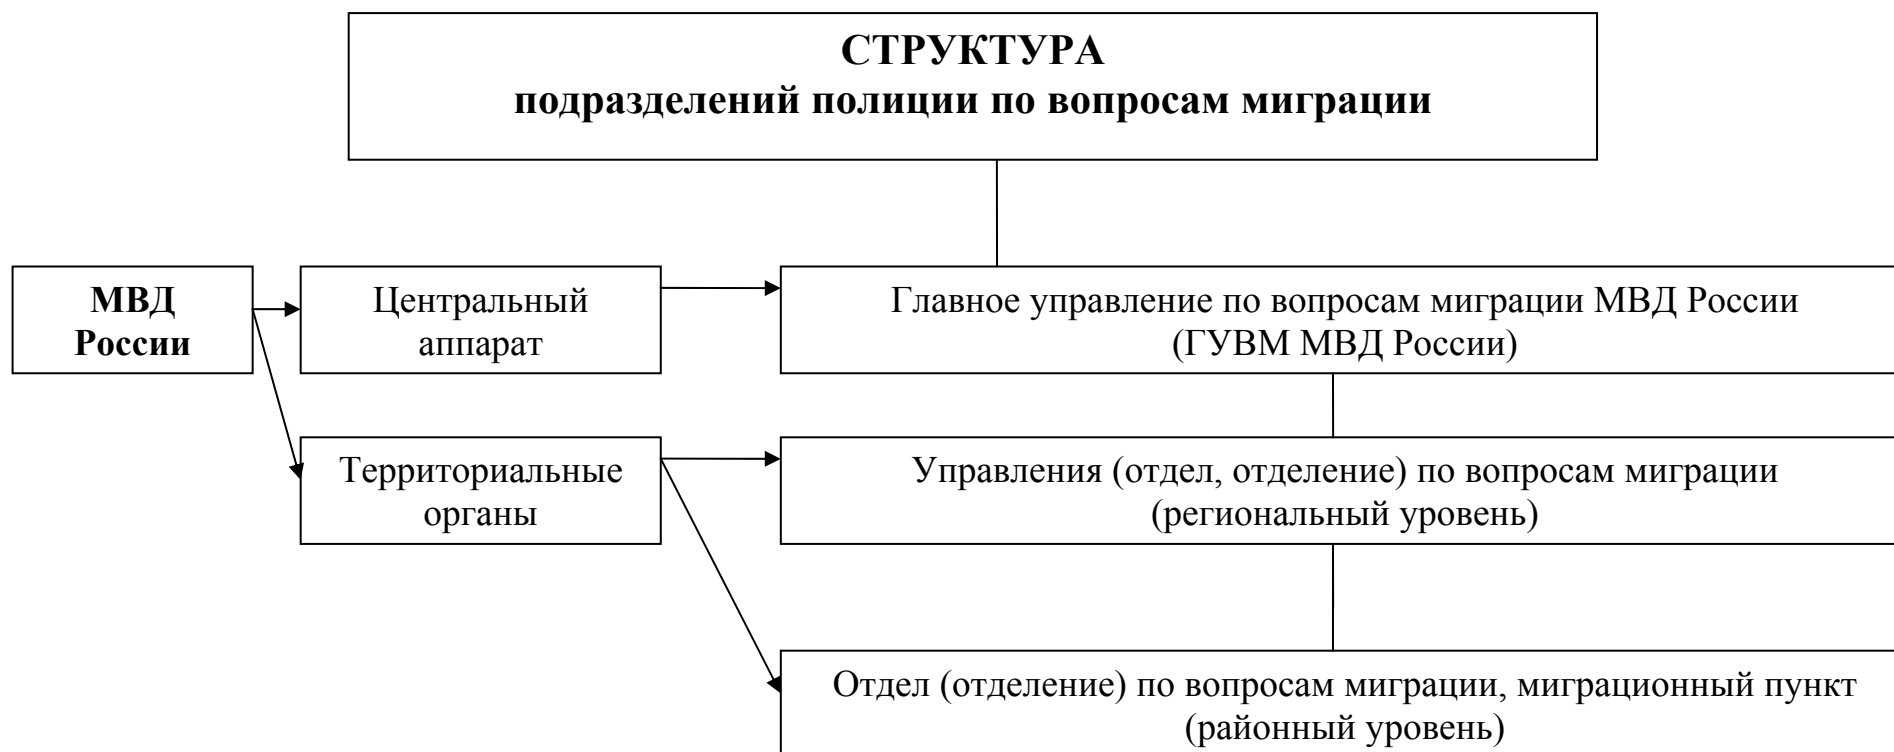 СТРУКТУРА
подразделений полиции по вопросам миграции
МВД
России
Центральный
аппарат
Главное управление по вопросам миграции МВД России
(ГУВМ МВД России)
Территориальные
органы
Управления (отдел, отделение) по вопросам миграции
(региональный уровень)
Отдел (отделение) по вопросам миграции, миграционный пункт
(районный уровень)